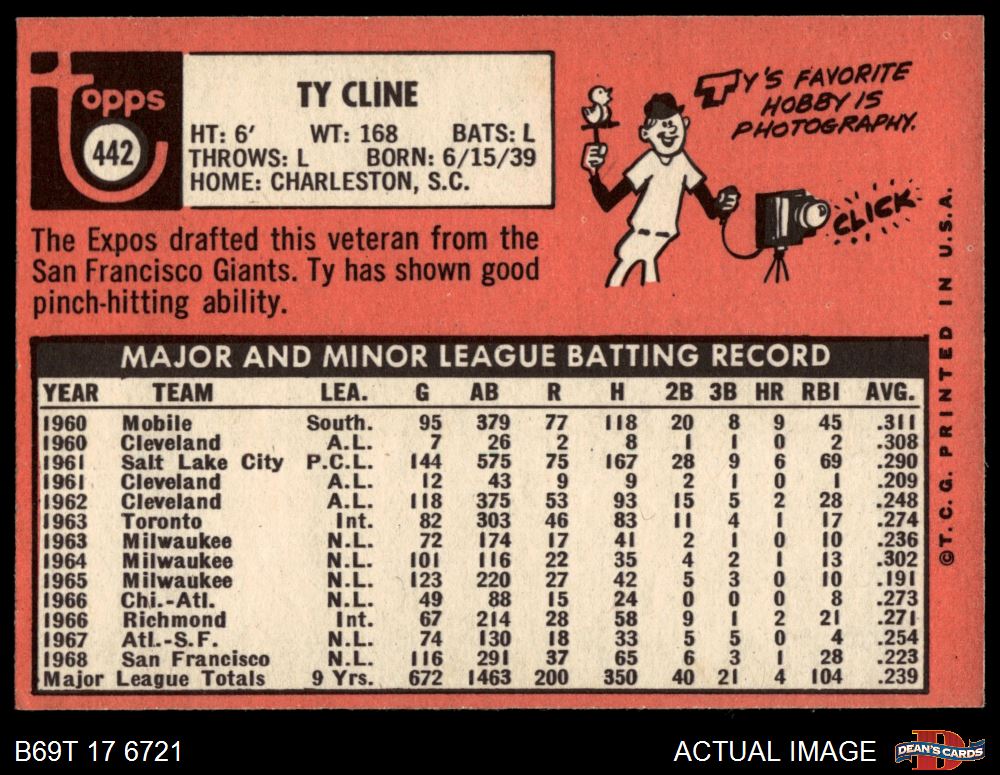 topps
442
TY CLINE
HT: 6' WT: 168 BATS: L
THROWS: L BORN: 6/15/39
HOME: CHARLESTON, S.C.
TY'S FAVORITE
HOBBY IS
PHOTOGRAPHY.
CLICK
The Expos drafted this veteran from the
San Francisco Giants. Ty has shown good
pinch-hitting ability.
MAJOR AND MINOR LEAGUE BATTING RECORD
YEAR TEAM LEA. G AB R H 2B 3B HR RBI AVG.
1960 Mobile South. 95 379 77 118 20 8 9 45 .311
1960 Cleveland A.L. 7 26 2 8 1 1 0 2 .308
1961 Salt Lake City P.C.L. 144 575 75 167 28 9 6 69 .290
1961 Cleveland A.L. 12 43 9 9 2 1 0 1 .209
1962 Cleveland A.L. 118 375 53 93 15 5 2 28 .248
1963 Toronto Int. 82 303 46 83 11 4 1 17 .274
1963 Milwaukee N.L. 72 174 17 41 2 1 0 10 .236
1964 Milwaukee N.L. 101 116 22 35 4 2 1 13 .302
1965 Milwaukee N.L. 123 220 27 42 5 3 0 10 .191
1966 Chi.-Atl. N.L. 49 88 15 24 0 0 0 8 .273
1966 Richmond Int. 67 214 28 58 9 1 2 21 .271
1967 Atl.-S.F. N.L. 74 130 18 33 5 5 0 4 .254
1968 San Francisco N.L. 116 291 37 65 6 3 1 28 .223
Major League Totals 9 Yrs. 672 1463 200 350 40 21 4 104 .239
©T.C.G. PRINTED IN U.S.A.
B69T 17 6721
ACTUAL IMAGE
DEAN'S CARDS